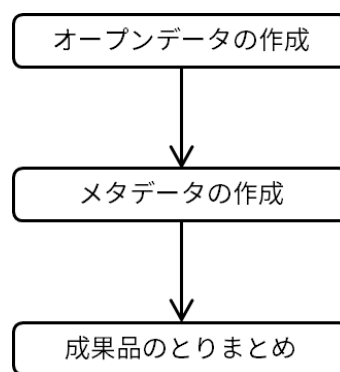 オープンデータの作成
メタデータの作成
成果品のとりまとめ